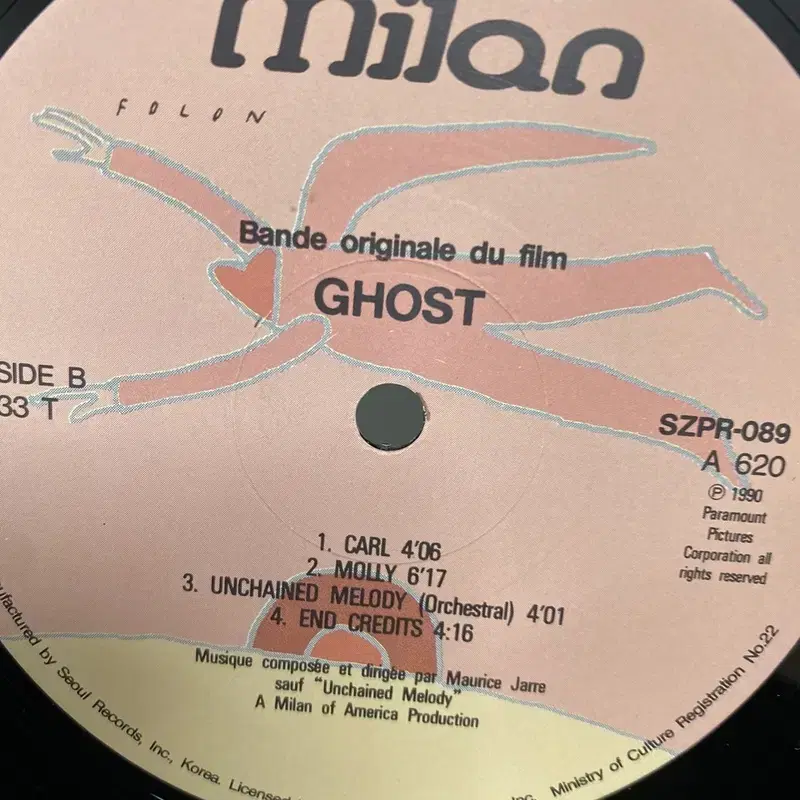 milan
FOLON
Bande originale du film
GHOST
SIDE B
33 T
SZPR-089
A 620
Ⓟ 1990
Paramount
Pictures
Corporation all
rights reserved
1. CARL 4'06
2. MOLLY 6'17
3. UNCHAINED MELODY (Orchestral) 4'01
4. END CREDITS 4:16
Musique composée et dirigée par Maurice Jarre
sauf "Unchained Melody"
A Milan of America Production
by Seoul Records, Inc., Korea. Ministry of Culture Registration No.22